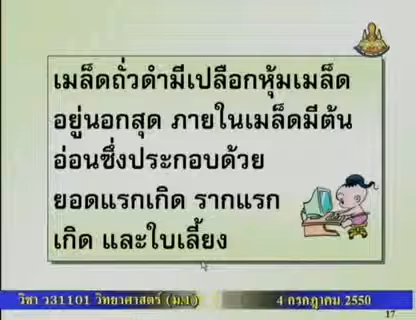 เมล็ดถั่วดำมีเปลือกหุ้มเมล็ด
อยู่นอกสุด ภายในเมล็ดมีต้น
อ่อนซึ่งประกอบด้วย
ยอดแรกเกิด รากแรก
เกิด และใบเลี้ยง
วิชา ว31101 วิทยาศาสตร์ (ม.1) 4 กรกฎาคม 2550
17